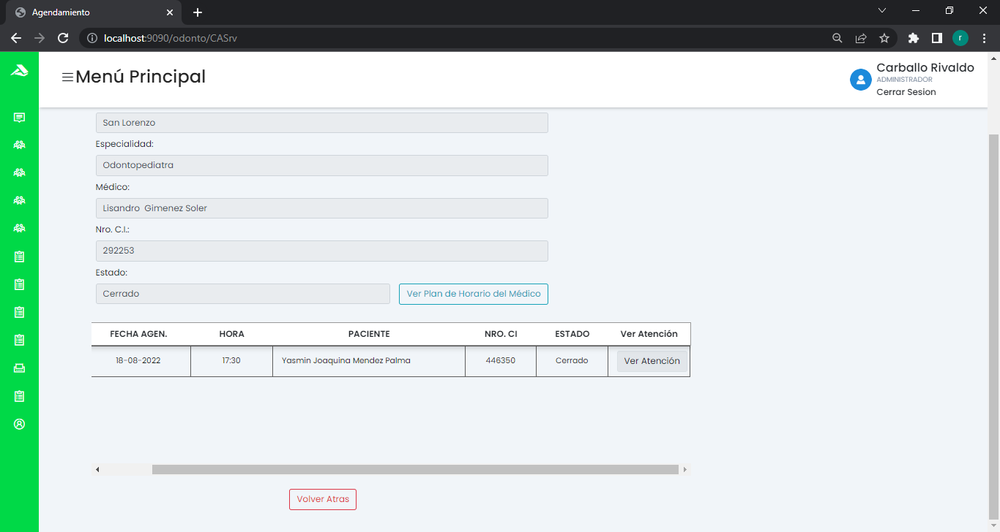 Agendamiento
localhost:9090/odonto/CASrv
r
Menú Principal
Carballo Rivaldo
ADMINISTRADOR
Cerrar Sesion
San Lorenzo
Especialidad:
Odontopediatra
Médico:
Lisandro  Gimenez Soler
Nro. C.I.:
292253
Estado:
Cerrado
Ver Plan de Horario del Médico
FECHA AGEN. HORA PACIENTE NRO. CI ESTADO Ver Atención
18-08-2022 17:30 Yasmin Joaquina Mendez Palma 446350 Cerrado Ver Atención
Volver Atras